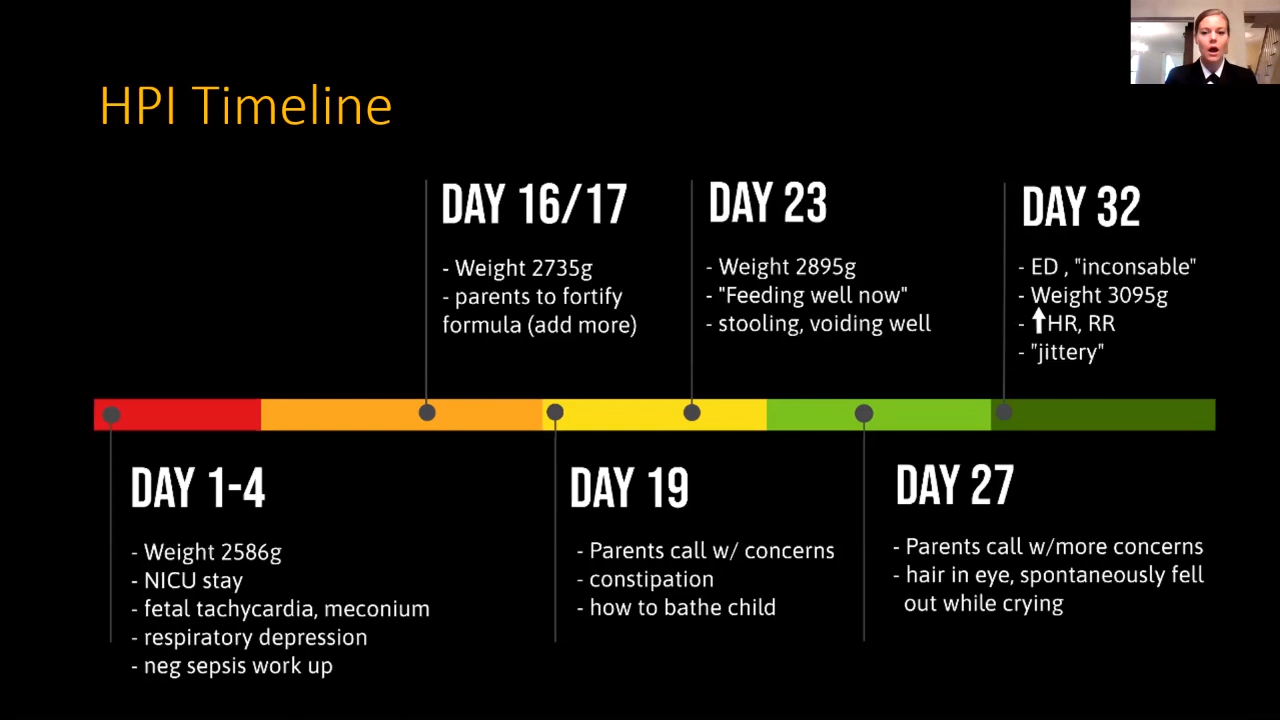 HPI Timeline
DAY 16/17
- Weight 2735g
- parents to fortify
formula (add more)
DAY 23
- Weight 2895g
- "Feeding well now"
- stooling, voiding well
DAY 32
- ED , "inconsable"
- Weight 3095g
- ⬆HR, RR
- "jittery"
DAY 1-4
- Weight 2586g
- NICU stay
- fetal tachycardia, meconium
- respiratory depression
- neg sepsis work up
DAY 19
- Parents call w/ concerns
- constipation
- how to bathe child
DAY 27
- Parents call w/more concerns
- hair in eye, spontaneously fell
out while crying